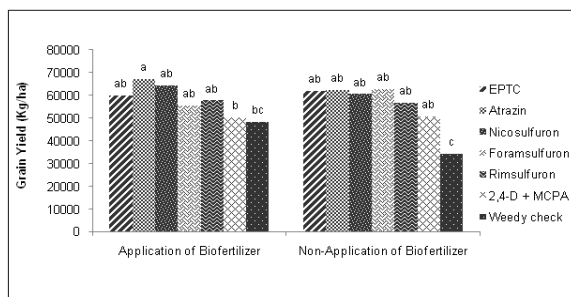 Grain Yield (Kg/ha)
80000
70000
60000
50000
40000
30000
20000
10000
0
ab a ab ab ab b bc
ab ab ab ab ab ab c
Application of Biofertilizer
Non-Application of Biofertilizer
EPTC
Atrazin
Nicosulfuron
Foramsulfuron
Rimsulfuron
2,4-D + MCPA
Weedy check